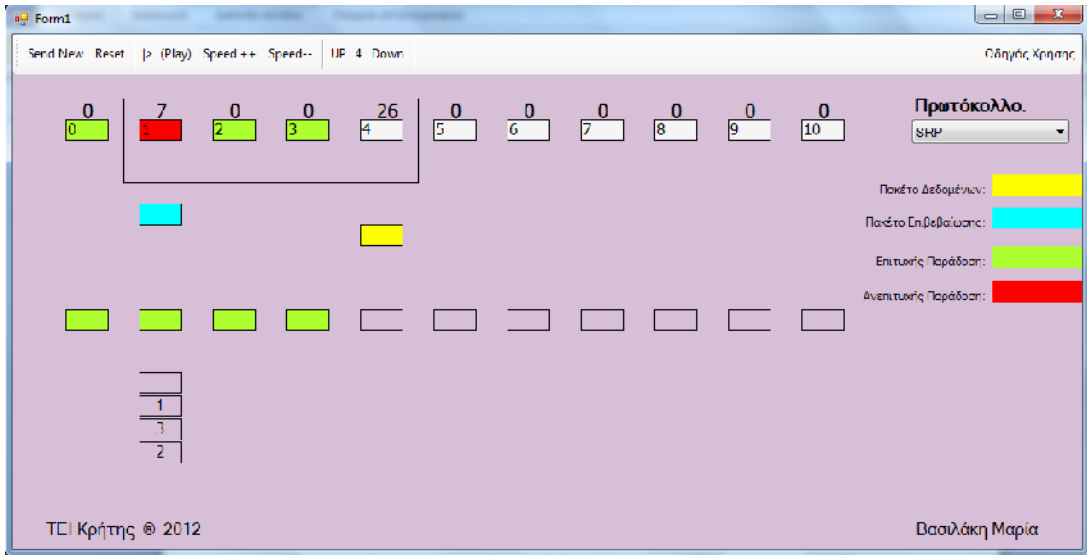 Form1
Send New Reset |> (Play) Speed ++ Speed-- UP 4 Down Οδηγός Χρήσης
0 7 0 0 26 0 0 0 0 0 0 Πρωτόκολλο.
0 1 2 3 4 5 6 7 8 9 10 SRP
Πακέτο Δεδομένων:
Πακέτο Επιβεβαίωσης:
Επιτυχής Παράδοση:
Ανεπιτυχής Παράδοση:
1
3
2
ΤΕΙ Κρήτης ® 2012 Βασιλάκη Μαρία